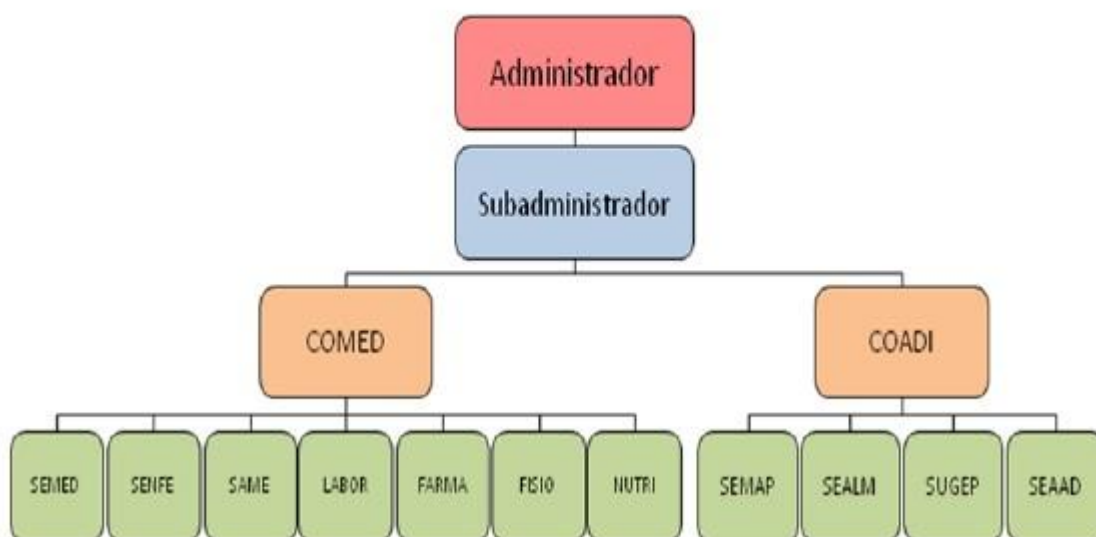 Administrador
Subadministrador
COMED
COADI
SEMED
SENFE
SAME
LABOR
FARMA
FISIO
NUTRI
SEMAP
SEALM
SUGEP
SEAAD